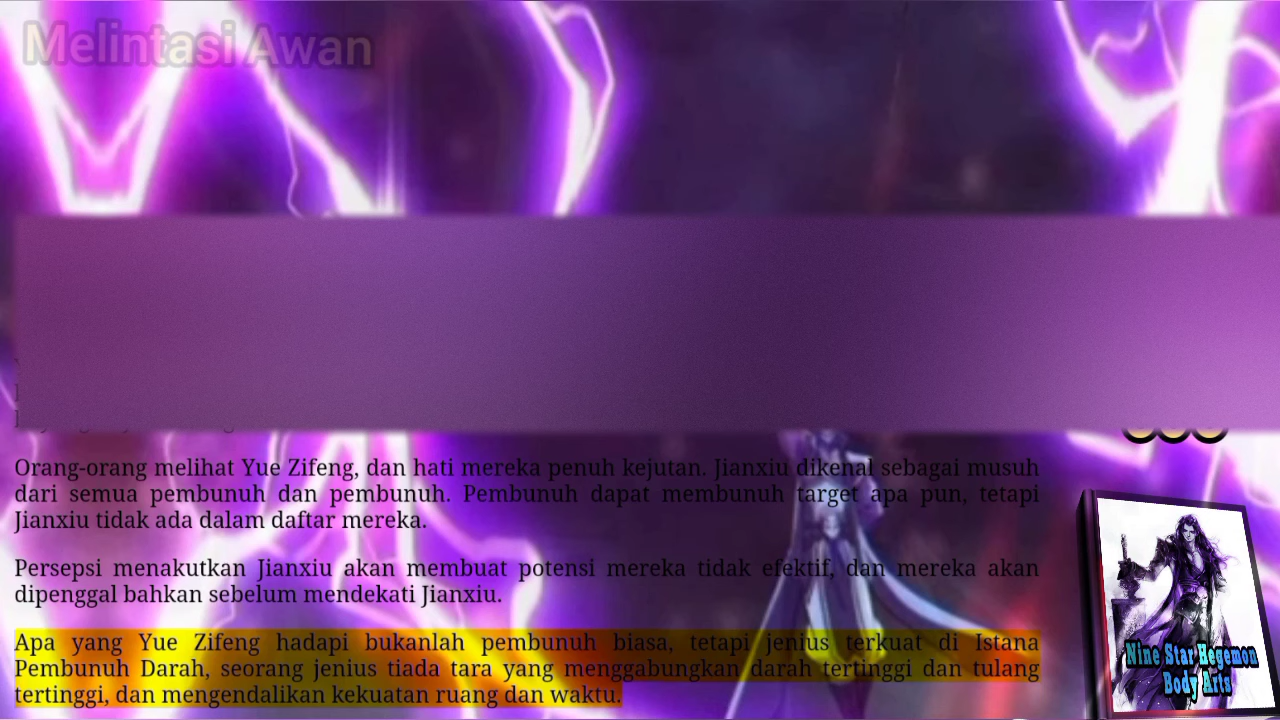 Melintasi Awan
Orang-orang melihat Yue Zifeng, dan hati mereka penuh kejutan. Jianxiu dikenal sebagai musuh
dari semua pembunuh dan pembunuh. Pembunuh dapat membunuh target apa pun, tetapi
Jianxiu tidak ada dalam daftar mereka.
Persepsi menakutkan Jianxiu akan membuat potensi mereka tidak efektif, dan mereka akan
dipenggal bahkan sebelum mendekati Jianxiu.
Apa yang Yue Zifeng hadapi bukanlah pembunuh biasa, tetapi jenius terkuat di Istana
Pembunuh Darah, seorang jenius tiada tara yang menggabungkan darah tertinggi dan tulang
tertinggi, dan mengendalikan kekuatan ruang dan waktu.
Nine Star Hegemon
Body Arts